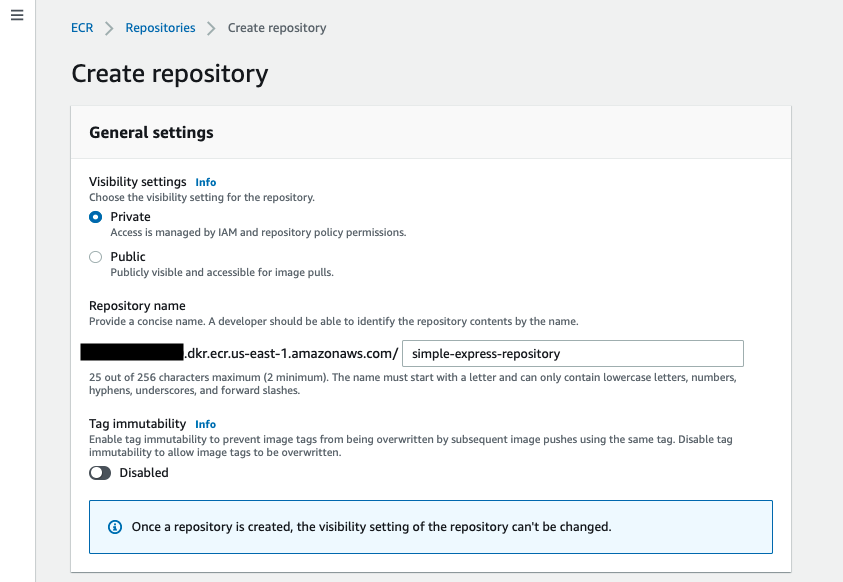 ECR > Repositories > Create repository
Create repository
General settings
Visibility settings Info
Choose the visibility setting for the repository.
Private
Access is managed by IAM and repository policy permissions.
Public
Publicly visible and accessible for image pulls.
Repository name
Provide a concise name. A developer should be able to identify the repository contents by the name.
.dkr.ecr.us-east-1.amazonaws.com/ simple-express-repository
25 out of 256 characters maximum (2 minimum). The name must start with a letter and can only contain lowercase letters, numbers,
hyphens, underscores, and forward slashes.
Tag immutability Info
Enable tag immutability to prevent image tags from being overwritten by subsequent image pushes using the same tag. Disable tag
immutability to allow image tags to be overwritten.
Disabled
Once a repository is created, the visibility setting of the repository can't be changed.